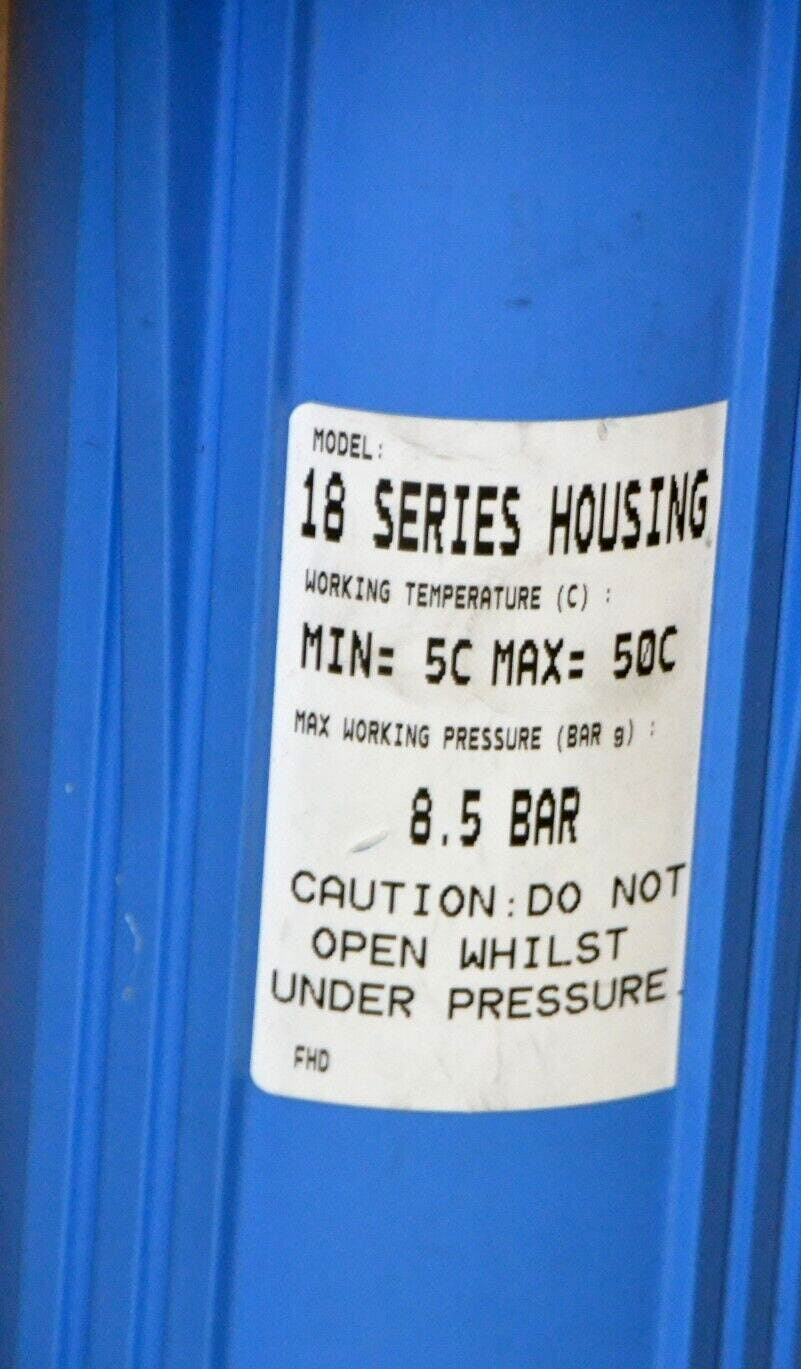 MODEL:
18 SERIES HOUSING
WORKING TEMPERATURE (C) :
MIN= 5C MAX= 50C
MAX WORKING PRESSURE (BAR g) :
8.5 BAR
CAUTION:DO NOT
OPEN WHILST
UNDER PRESSURE.
FHD